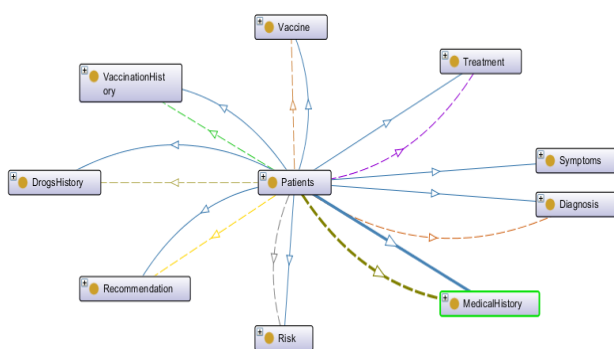 Vaccine
Treatment
VaccinationHist
ory
Symptoms
DrogsHistory
Patients
Diagnosis
Recommendation
MedicalHistory
Risk